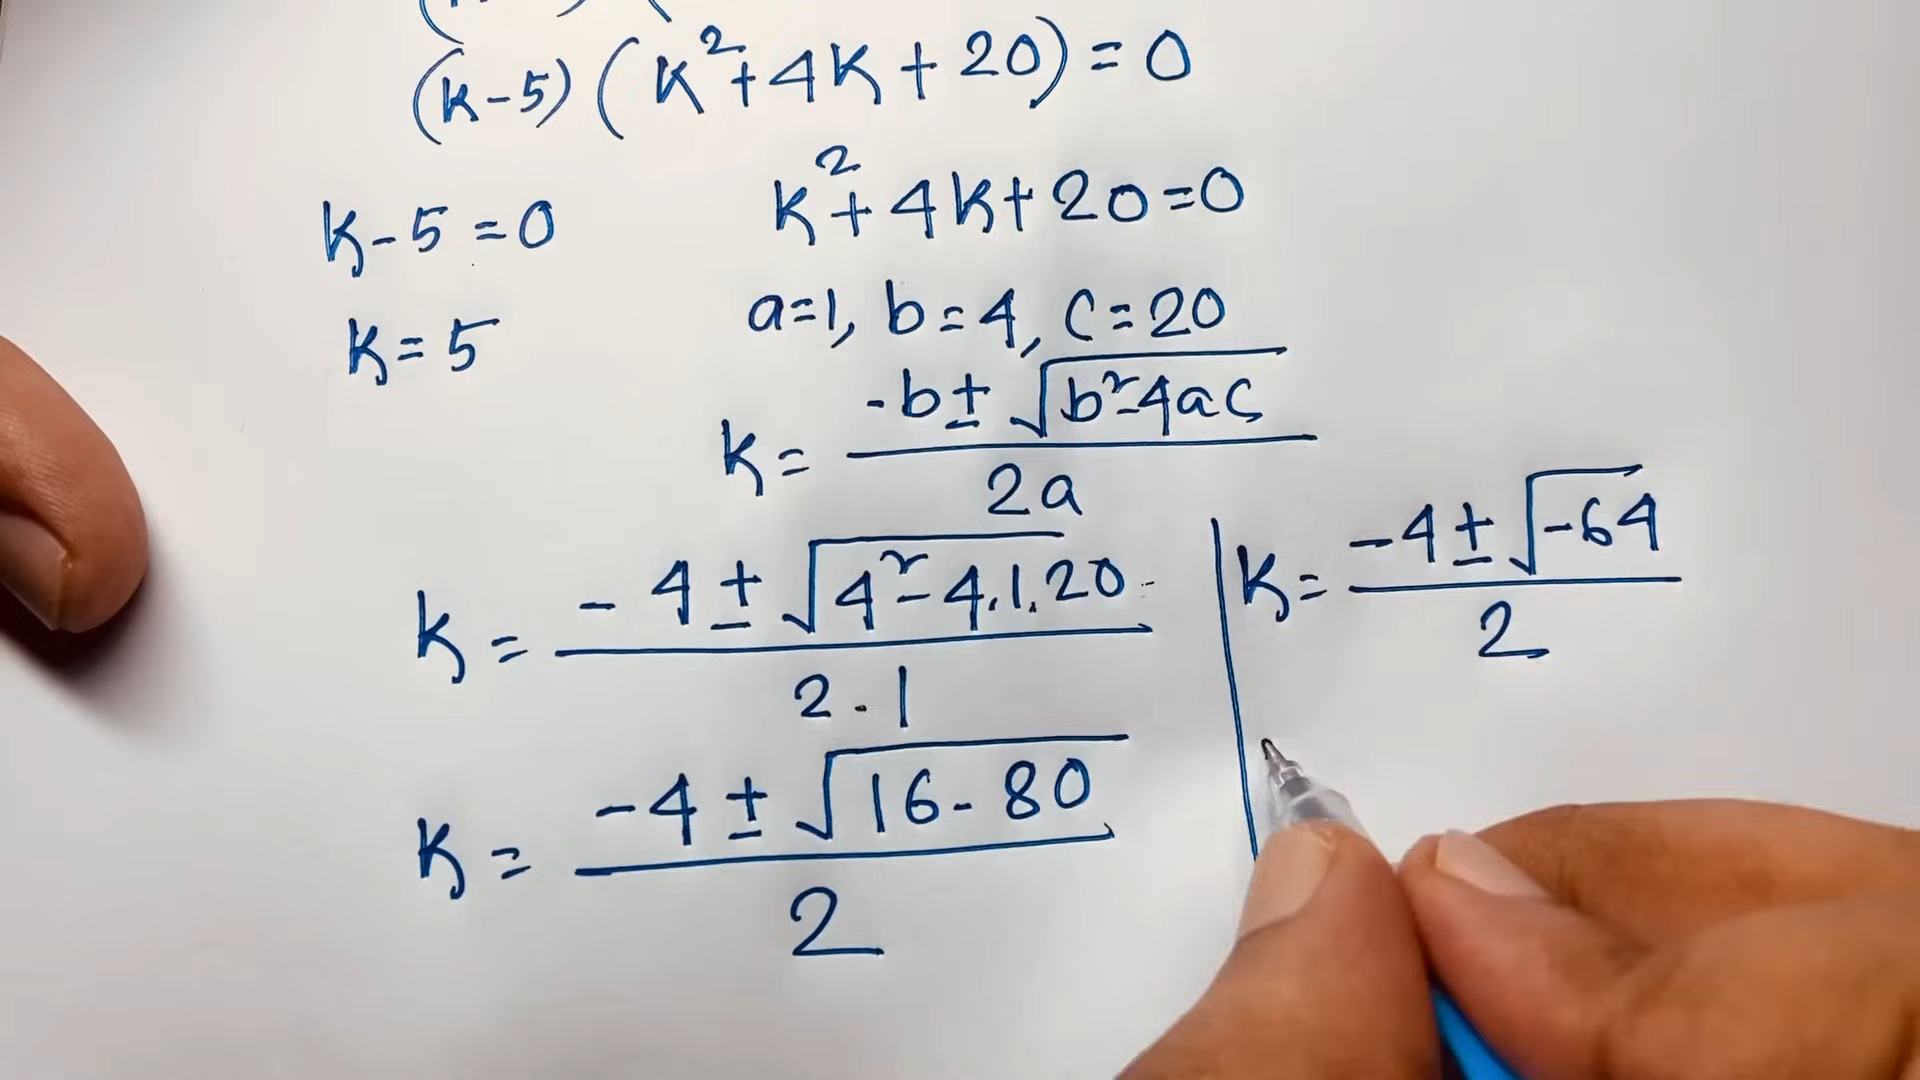 (k-5)(k²+4k+20)=0
k-5=0
k=5
k²+4k+20=0
a=1, b=4, c=20
k= -b±√(b²-4ac) / 2a
k= -4±√(4²-4.1.20) / 2.1
k= -4±√(16-80) / 2
k= -4±√(-64) / 2